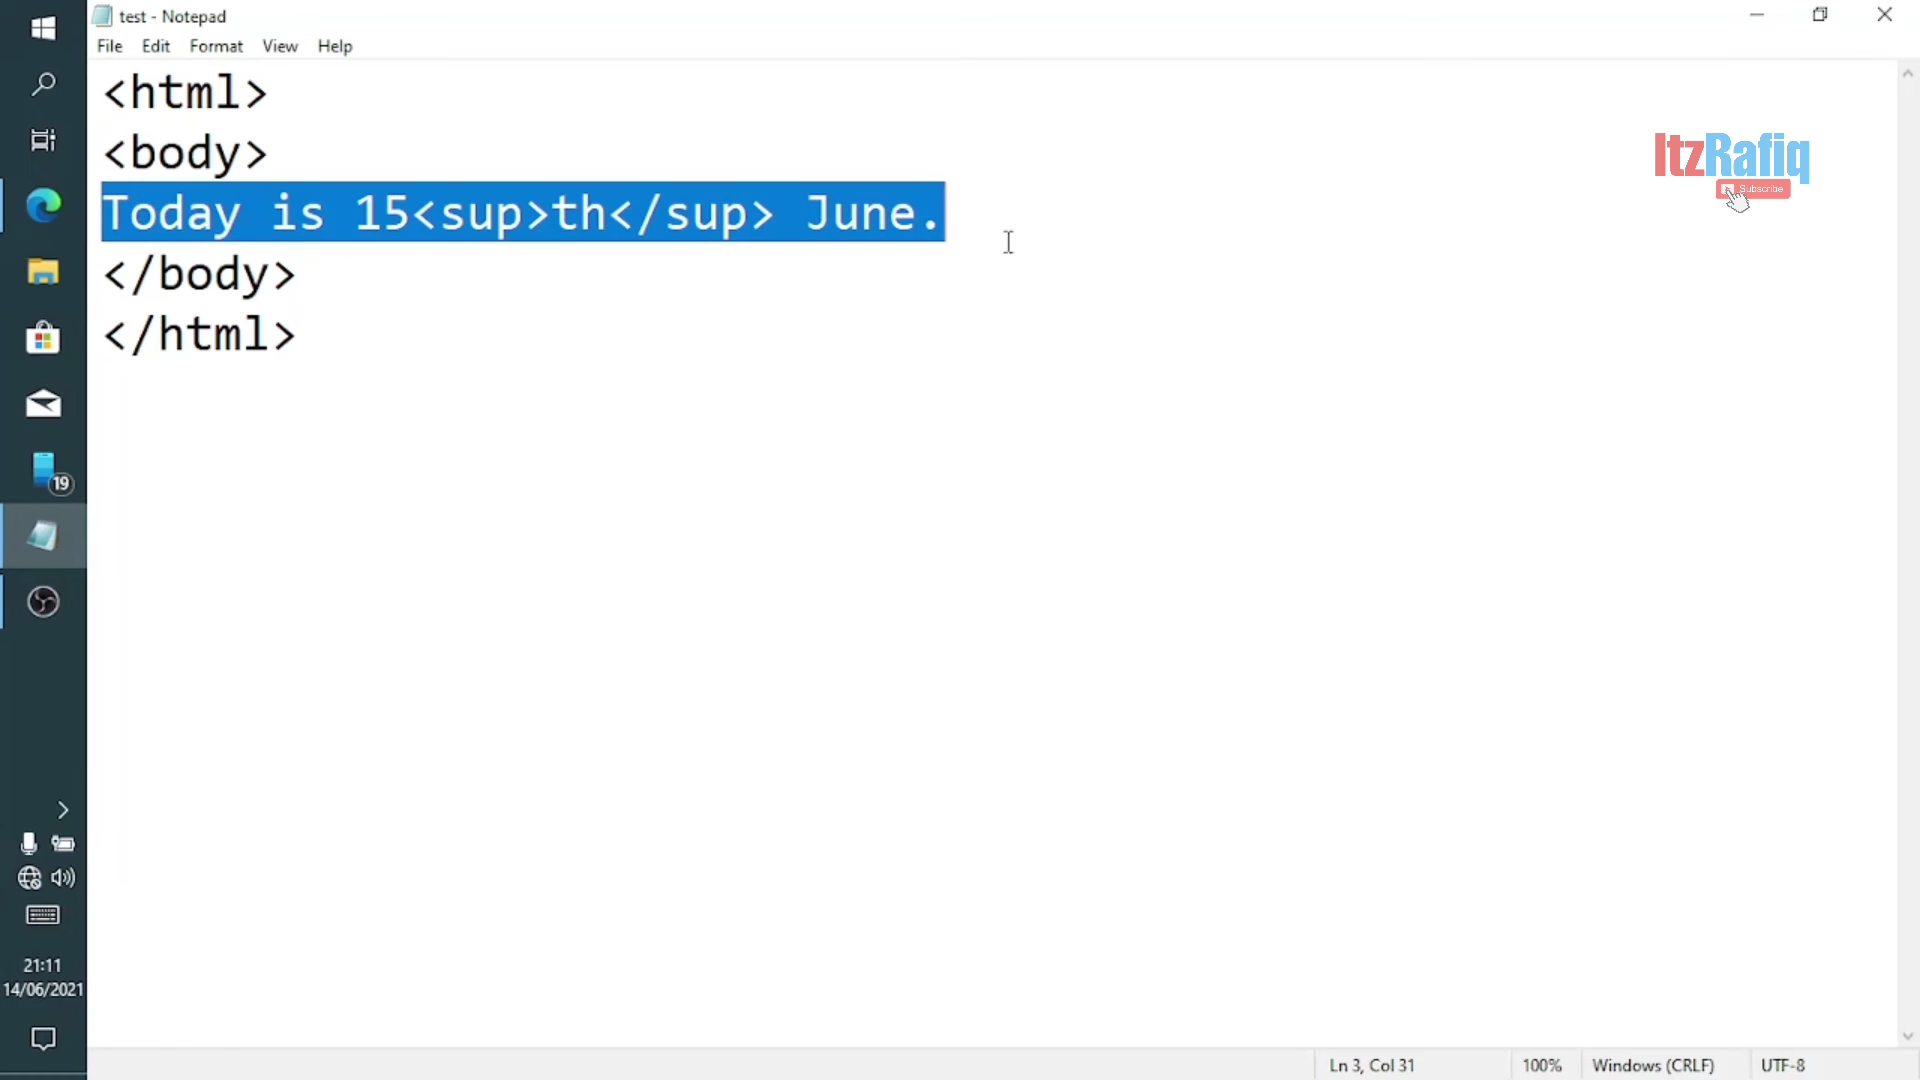 test - Notepad
File Edit Format View Help
<html>
<body>
Today is 15<sup>th</sup> June.
</body>
</html>
ItzRafiq
Subscribe
19
21:11
14/06/2021
Ln 3, Col 31 100% Windows (CRLF) UTF-8